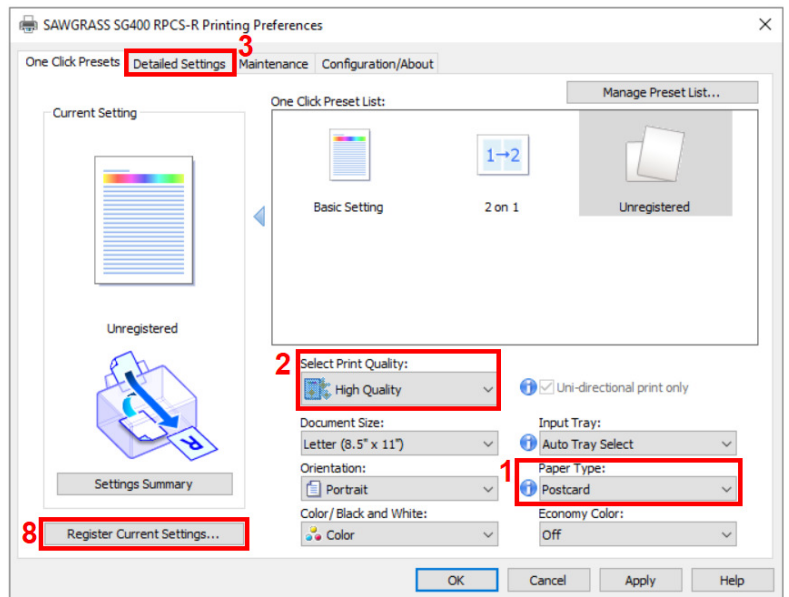 SAWGRASS SG400 RPCS-R Printing Preferences
3
One Click Presets Detailed Settings Maintenance Configuration/About
Manage Preset List...
Current Setting
One Click Preset List:
1→2
Basic Setting 2 on 1 Unregistered
Unregistered
2 Select Print Quality:
High Quality
Uni-directional print only
Document Size: Input Tray:
Letter (8.5" x 11") Auto Tray Select
Orientation: 1 Paper Type:
Portrait Postcard
Settings Summary
Color/Black and White: Economy Color:
8 Register Current Settings... Color Off
R
R
OK Cancel Apply Help